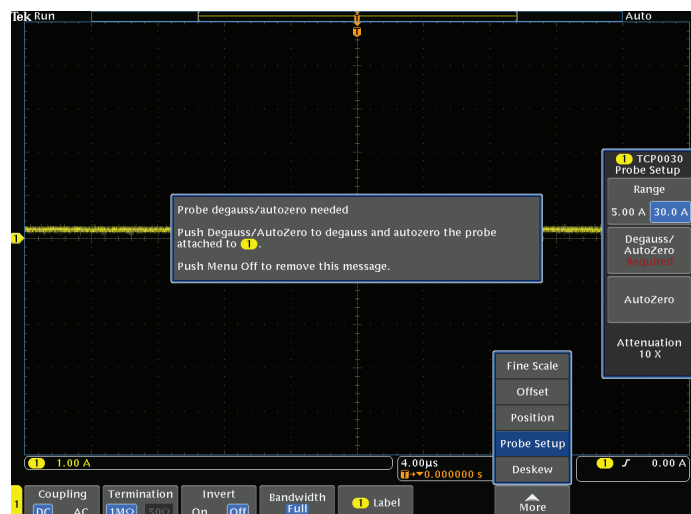 Tek Run
Auto
T
T
1
Probe degauss/autozero needed
Push Degauss/AutoZero to degauss and autozero the probe
attached to 1.
Push Menu Off to remove this message.
1 TCP0030
Probe Setup
Range
5.00 A 30.0 A
Degauss/
AutoZero
Required
AutoZero
Attenuation
10 X
Fine Scale
Offset
Position
Probe Setup
Deskew
1 1.00 A
4.00µs
T→▼0.000000 s
1 0.00 A
1
Coupling
DC AC
Termination
1MΩ 50Ω
Invert
On Off
Bandwidth
Full
1 Label
More